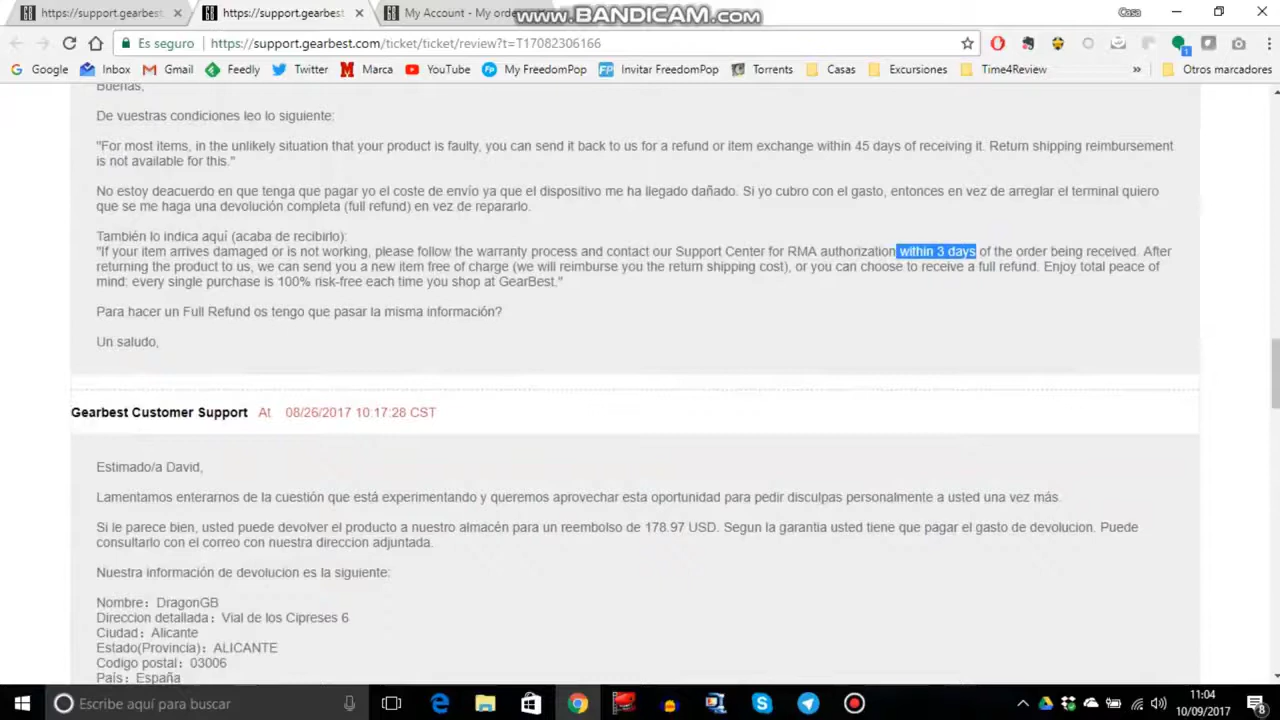 https://support.gearbest.
https://support.gearbest
My Account - My ord
www.BANDICAM.com
Casa
Es seguro
https://support.gearbest.com/ticket/ticket/review?t=T17082306166
Google
Inbox
Gmail
Feedly
Twitter
Marca
YouTube
My FreedomPop
Invitar FreedomPop
Torrents
Casas
Excursiones
Time4Review
»
Otros marcadores
Buenas,
De vuestras condiciones leo lo siguiente:
"For most items, in the unlikely situation that your product is faulty, you can send it back to us for a refund or item exchange within 45 days of receiving it. Return shipping reimbursement
is not available for this."
No estoy deacuerdo en que tenga que pagar yo el coste de envío ya que el dispositivo me ha llegado dañado. Si yo cubro con el gasto, entonces en vez de arreglar el terminal quiero
que se me haga una devolución completa (full refund) en vez de repararlo.
También lo indica aquí (acaba de recibirlo):
"If your item arrives damaged or is not working, please follow the warranty process and contact our Support Center for RMA authorization within 3 days of the order being received. After
returning the product to us, we can send you a new item free of charge (we will reimburse you the return shipping cost), or you can choose to receive a full refund. Enjoy total peace of
mind: every single purchase is 100% risk-free each time you shop at GearBest."
Para hacer un Full Refund os tengo que pasar la misma información?
Un saludo,
Gearbest Customer Support At 08/26/2017 10:17:28 CST
Estimado/a David,
Lamentamos enterarnos de la cuestión que está experimentando y queremos aprovechar esta oportunidad para pedir disculpas personalmente a usted una vez más.
Si le parece bien, usted puede devolver el producto a nuestro almacén para un reembolso de 178.97 USD. Segun la garantia usted tiene que pagar el gasto de devolucion. Puede
consultarlo con el correo con nuestra direccion adjuntada.
Nuestra información de devolucion es la siguiente:
Nombre：DragonGB
Direccion detallada：Vial de los Cipreses 6
Ciudad：Alicante
Estado(Provincia)：ALICANTE
Codigo postal：03006
País：España
Escribe aquí para buscar
11:04
10/09/2017
8